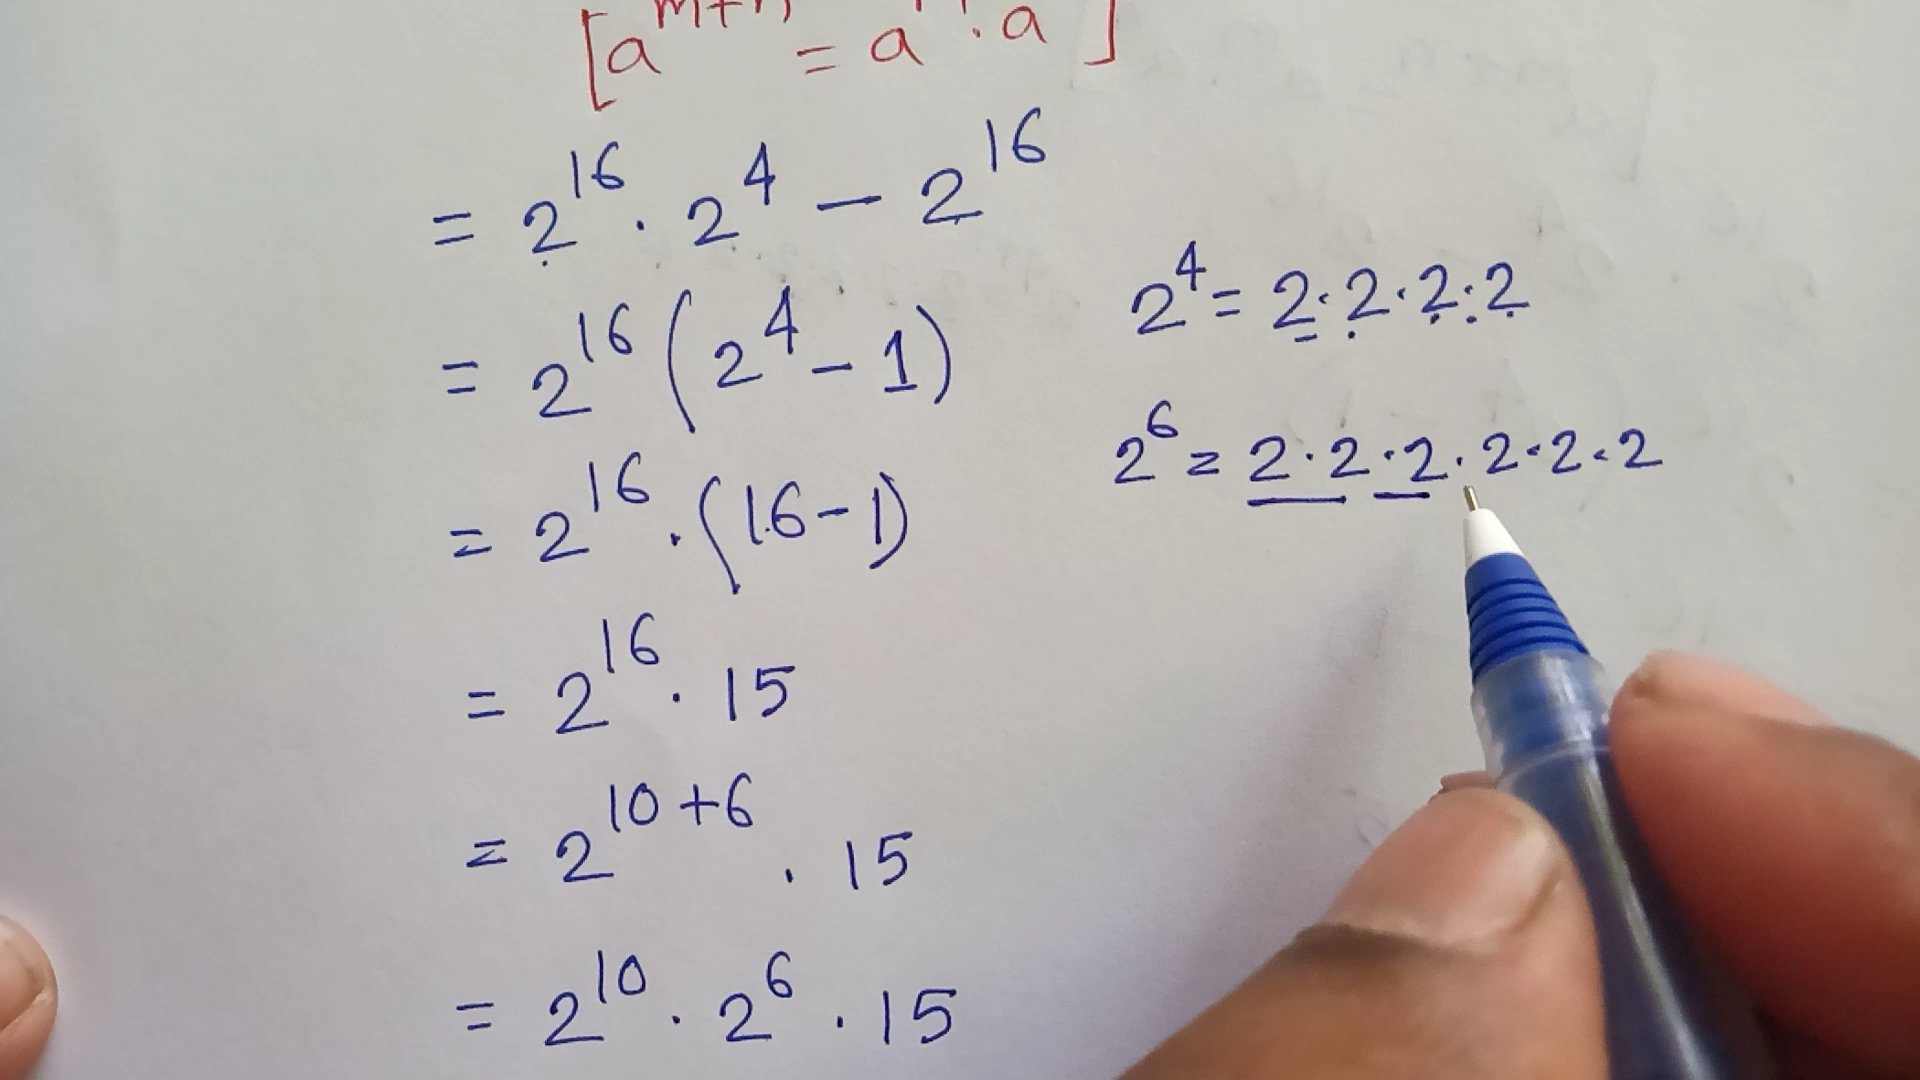 [a^{m+n} = a^m · a^n]
= 2^{16} · 2^4 - 2^{16}
= 2^{16} (2^4 - 1)
= 2^{16} · (16 - 1)
= 2^{16} · 15
= 2^{10+6} · 15
= 2^{10} · 2^6 · 15
2^4 = 2 · 2 · 2 · 2
2^6 = 2 · 2 · 2 · 2 · 2 · 2